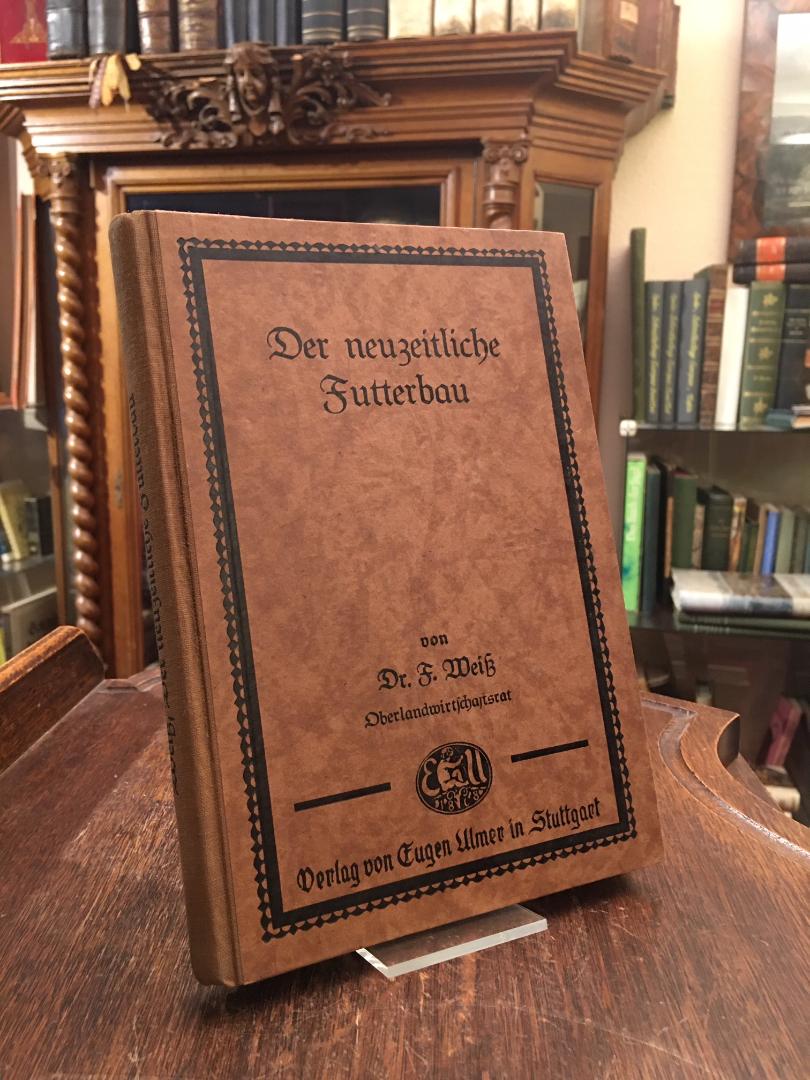 Der neuzeitliche
Futterbau
von
Dr. F. Weiß
Oberlandwirtschaftsrat
Verlag von Eugen Ulmer in Stuttgart